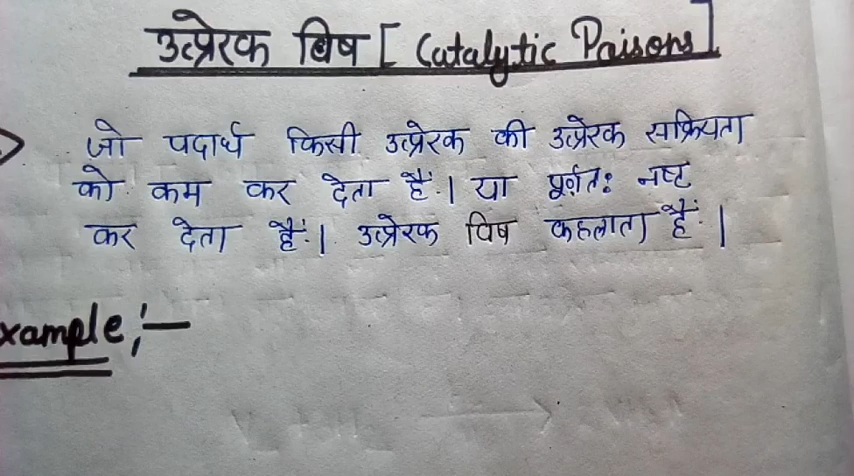 उत्प्रेरक विष [ Catalytic Paisons ]
जो पदार्थ किसी उत्प्रेरक की उत्प्रेरक सक्रियता
को कम कर देता है। या पूर्णतः नष्ट
कर देता है। उत्प्रेरक विष कहलाता है।
xample;—